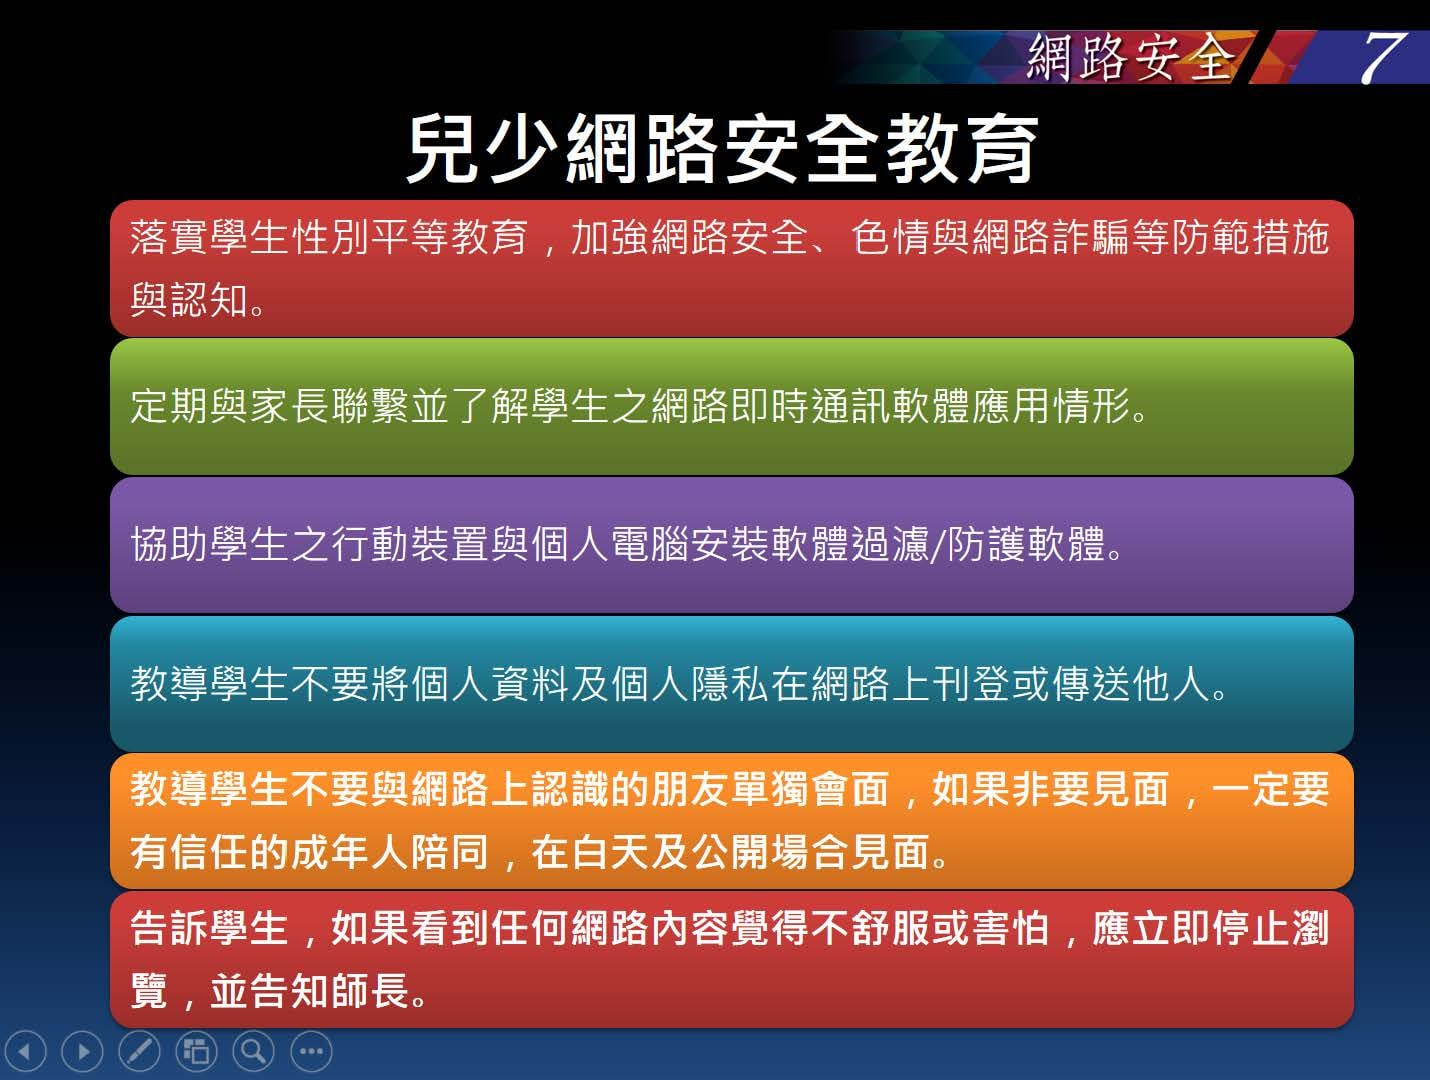 網路安全 7
兒少網路安全教育
落實學生性別平等教育，加強網路安全、色情與網路詐騙等防範措施
與認知。
定期與家長聯繫並了解學生之網路即時通訊軟體應用情形。
協助學生之行動裝置與個人電腦安裝軟體過濾/防護軟體。
教導學生不要將個人資料及個人隱私在網路上刊登或傳送他人。
教導學生不要與網路上認識的朋友單獨會面，如果非要見面，一定要
有信任的成年人陪同，在白天及公開場合見面。
告訴學生，如果看到任何網路內容覺得不舒服或害怕，應立即停止瀏
覽，並告知師長。